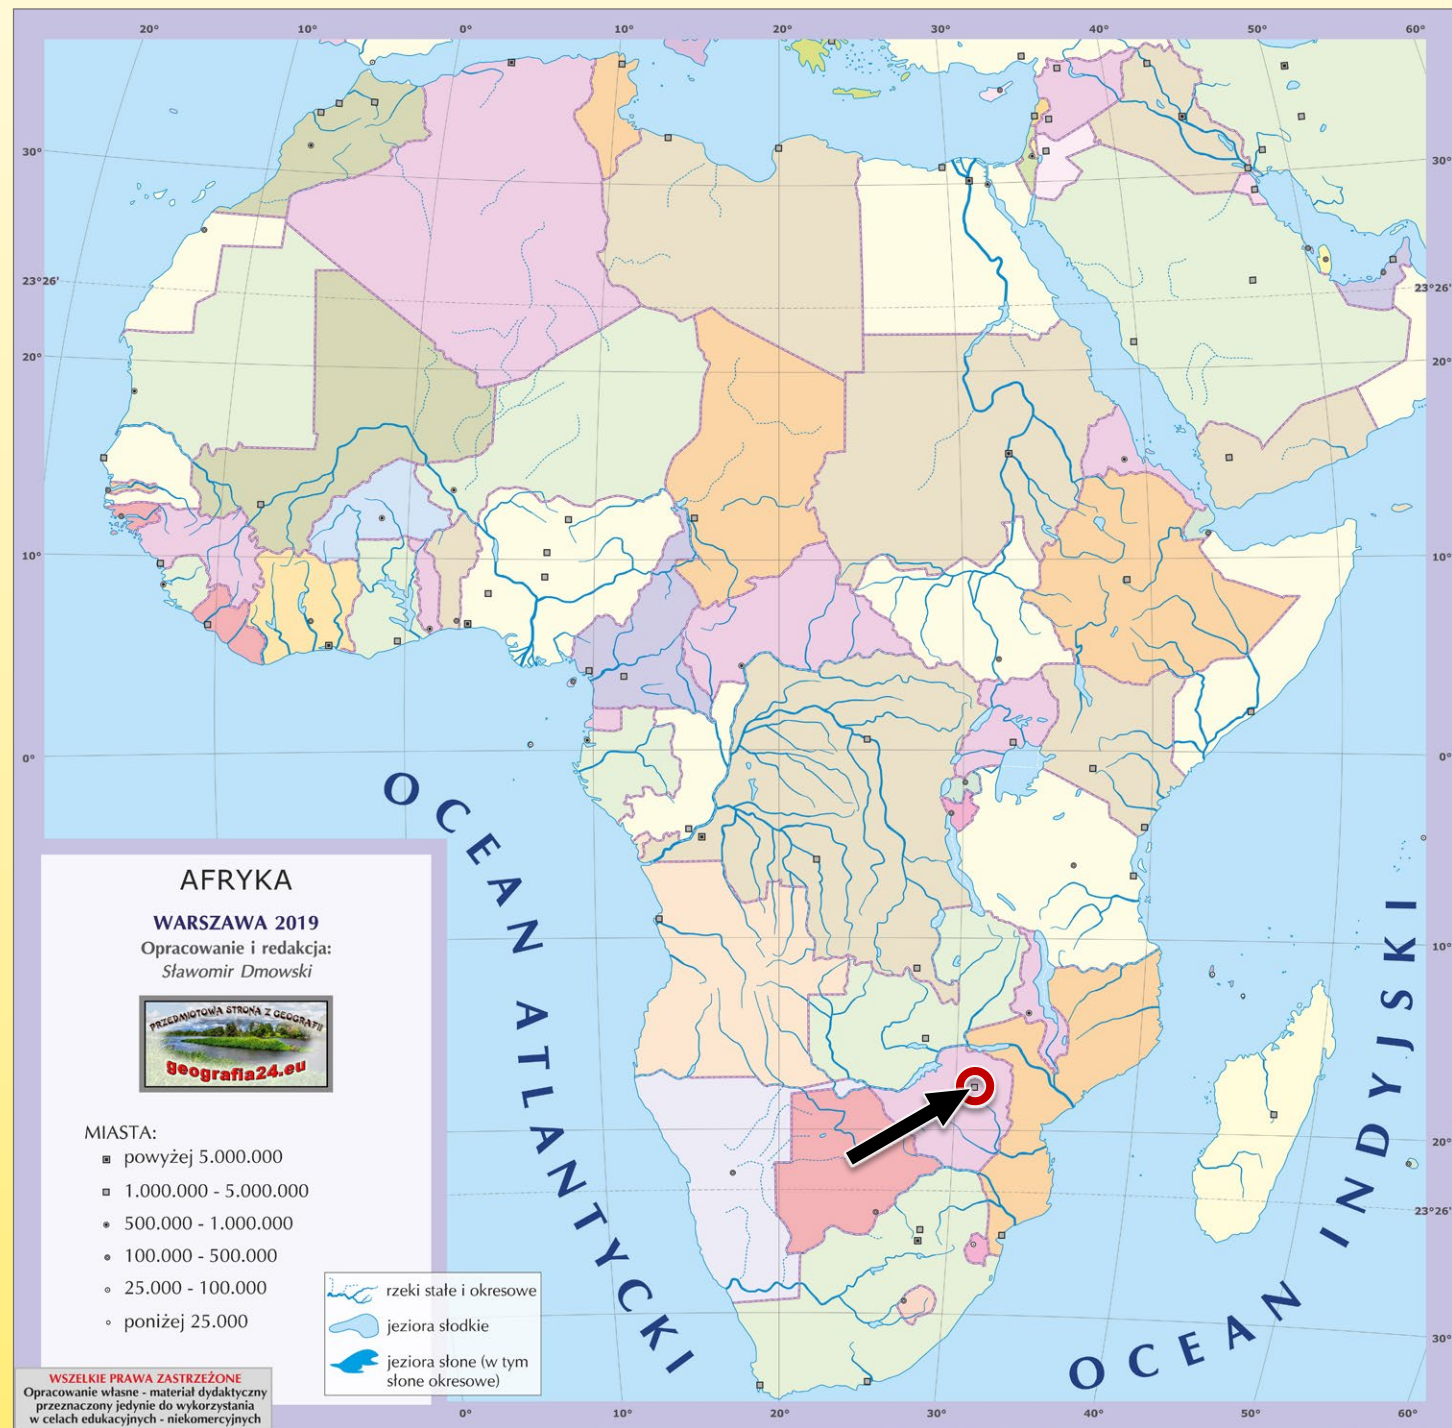 20° 10° 0° 10° 20° 30° 40° 50° 60°
30° 30°
23°26' 23°26'
20° 20°
10° 10°
0° 0°
OCEAN ATLANTYCKI
OCEAN INDYJSKI
10°
20°
23°26'
30°
AFRYKA
WARSZAWA 2019
Opracowanie i redakcja:
Sławomir Dmowski
PRZEDMIOTOWA STRONA Z GEOGRAFII
geografia24.eu
MIASTA:
powyżej 5.000.000
1.000.000 - 5.000.000
500.000 - 1.000.000
100.000 - 500.000
25.000 - 100.000
poniżej 25.000
rzeki stałe i okresowe
jeziora słodkie
jeziora słone (w tym
słone okresowe)
WSZELKIE PRAWA ZASTRZEŻONE
Opracowanie własne - materiał dydaktyczny
przeznaczony jedynie do wykorzystania
w celach edukacyjnych - niekomercyjnych
0° 10° 20° 30° 40° 50° 60°